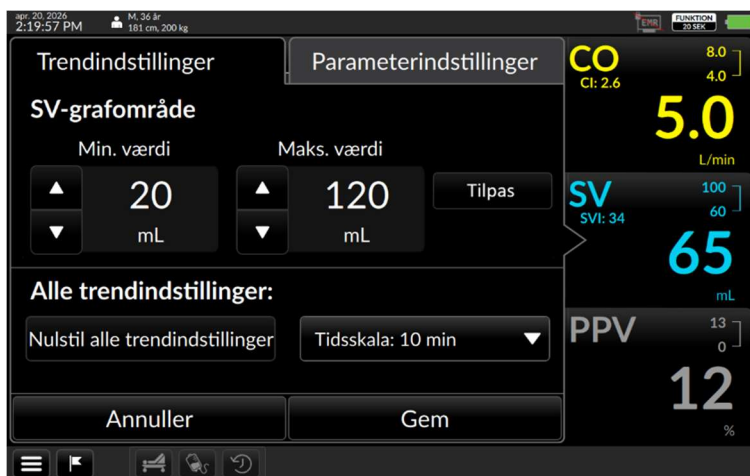 apr. 20, 2026
2:19:57 PM
M, 36 år
181 cm, 200 kg
EMR
FUNKTION
20 SEK
Trendindstillinger
Parameterindstillinger
SV-grafområde
Min. værdi
Maks. værdi
20
mL
120
mL
Tilpas
Alle trendindstillinger:
Nulstil alle trendindstillinger
Tidsskala: 10 min
Annuller
Gem
CO
CI: 2.6
8.0
4.0
5.0
L/min
SV
SVI: 34
100
60
65
mL
PPV
13
0
12
%